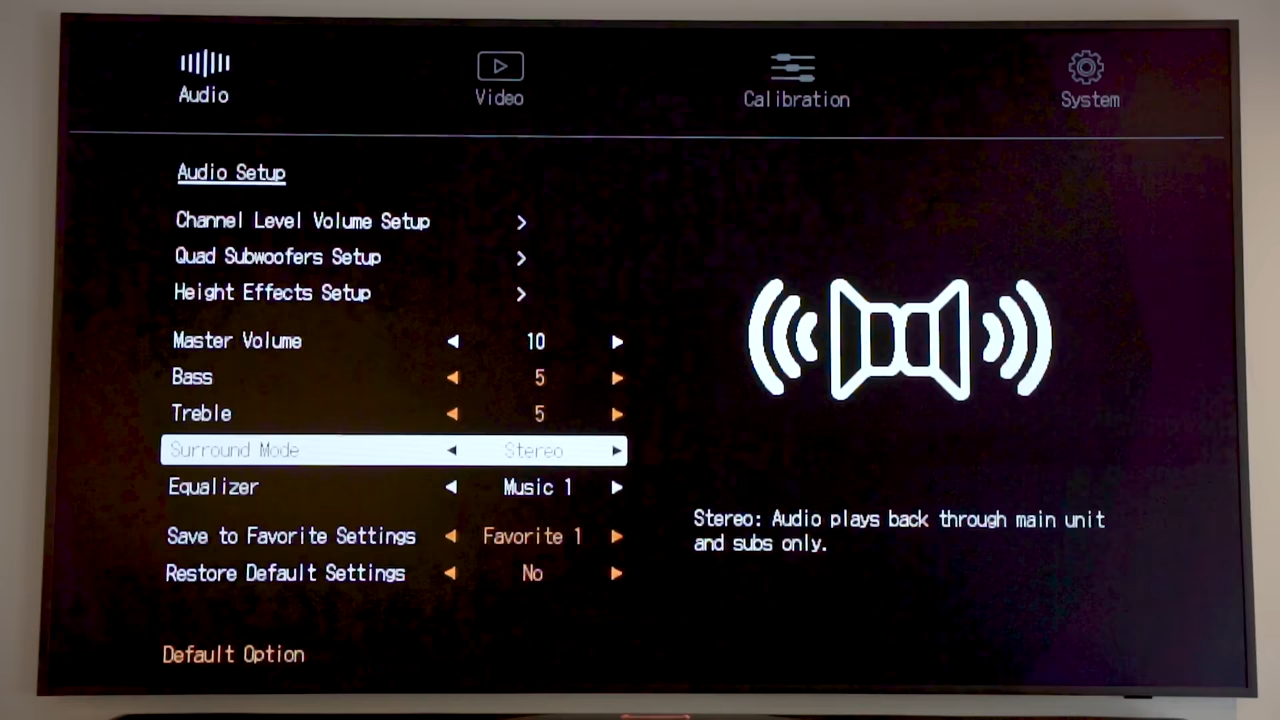 Audio
Video
Calibration
System
Audio Setup
Channel Level Volume Setup
Quad Subwoofers Setup
Height Effects Setup
Master Volume 10
Bass 5
Treble 5
Surround Mode Stereo
Equalizer Music 1
Save to Favorite Settings Favorite 1
Restore Default Settings No
Stereo: Audio plays back through main unit
and subs only.
Default Option